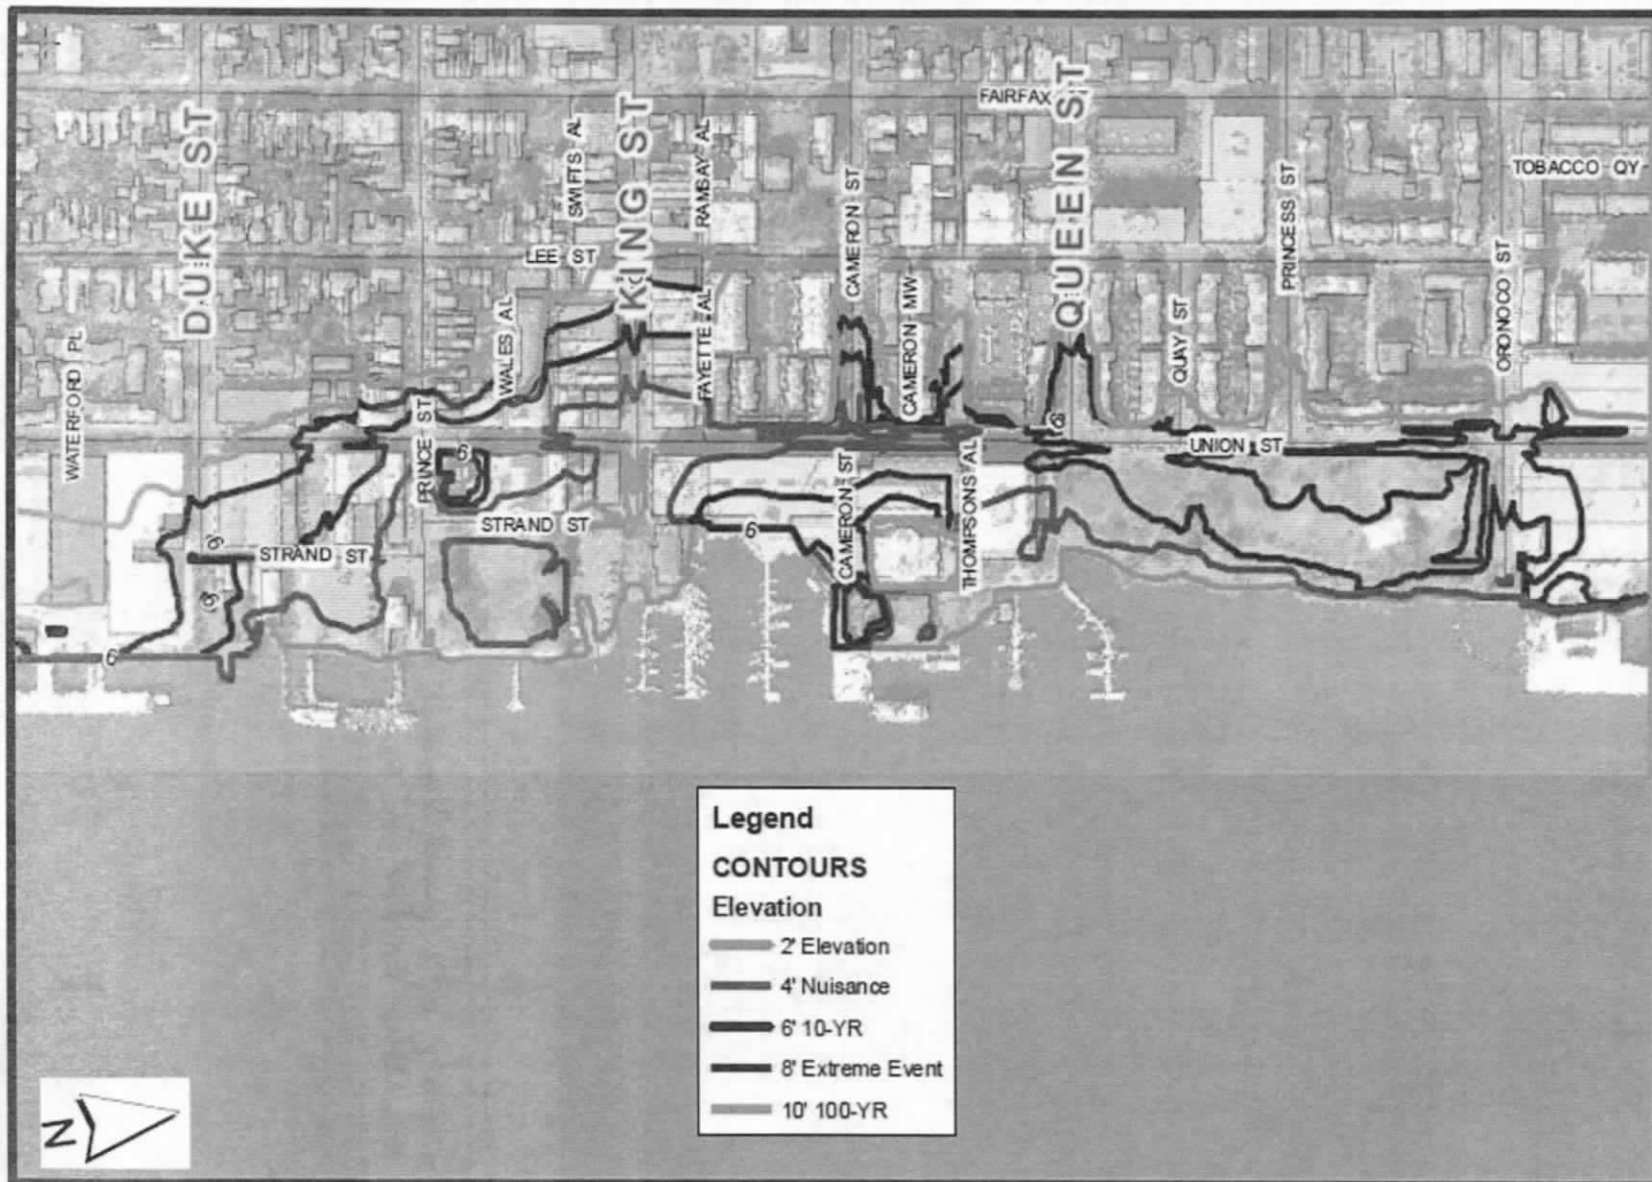 FAIRFAX
DUKE ST
SWIFTS AL
KING ST
RAMSAY AL
CAMERON ST
QUEEN ST
PRINCESS ST
TOBACCO QY
LEE ST
WATERFORD PL
WALES AL
FAYETTE AL
CAMERON MW
QUAY ST
ORONOCO ST
PRINCE ST
6
6
UNION ST
STRAND ST
STRAND ST
6
CAMERON ST
THOMPSONS AL
6
Legend
CONTOURS
Elevation
2' Elevation
4' Nuisance
6' 10-YR
8' Extreme Event
10' 100-YR
N